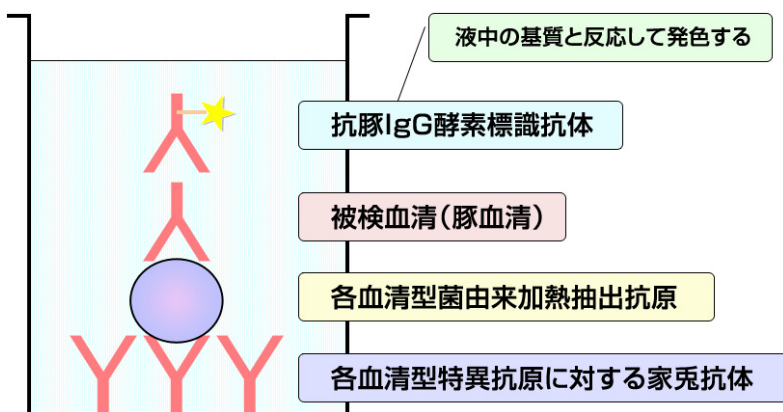 液中の基質と反応して発色する
抗豚IgG酵素標識抗体
被検血清(豚血清)
各血清型菌由来加熱抽出抗原
各血清型特異抗原に対する家兎抗体